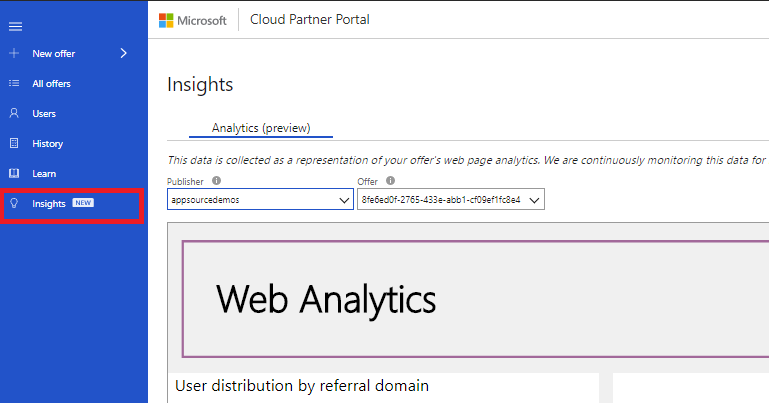 Microsoft
Cloud Partner Portal
New offer
All offers
Users
History
Learn
Insights NEW
Insights
Analytics (preview)
This data is collected as a representation of your offer's web page analytics. We are continuously monitoring this data for
Publisher
Offer
appsourcedemos
8fe6ed0f-2765-433e-abb1-cf09ef1fc8e4
Web Analytics
User distribution by referral domain